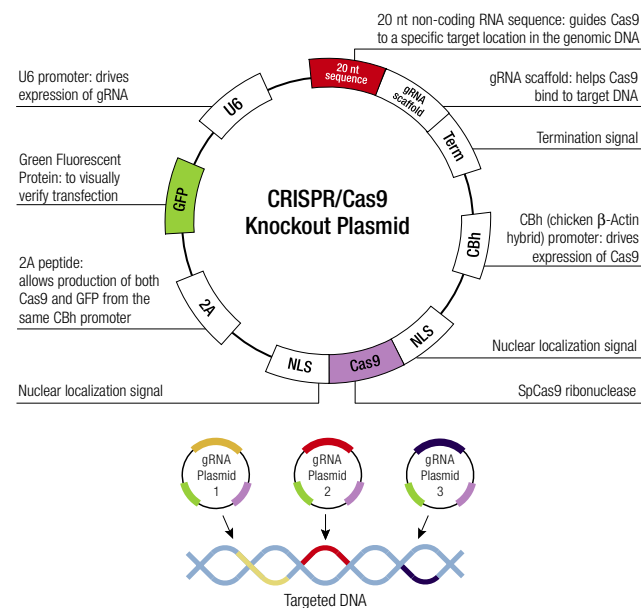 20 nt non-coding RNA sequence: guides Cas9
to a specific target location in the genomic DNA
U6 promoter: drives
expression of gRNA
gRNA scaffold: helps Cas9
bind to target DNA
Termination signal
20 nt
sequence
gRNA
scaffold
Term
U6
Green Fluorescent
Protein: to visually
verify transfection
GFP
CRISPR/Cas9
Knockout Plasmid
CBh
CBh (chicken β-Actin
hybrid) promoter: drives
expression of Cas9
2A peptide:
allows production of both
Cas9 and GFP from the
same CBh promoter
2A
NLS
Cas9
NLS
Nuclear localization signal
Nuclear localization signal
SpCas9 ribonuclease
gRNA
Plasmid
1
gRNA
Plasmid
2
gRNA
Plasmid
3
Targeted DNA